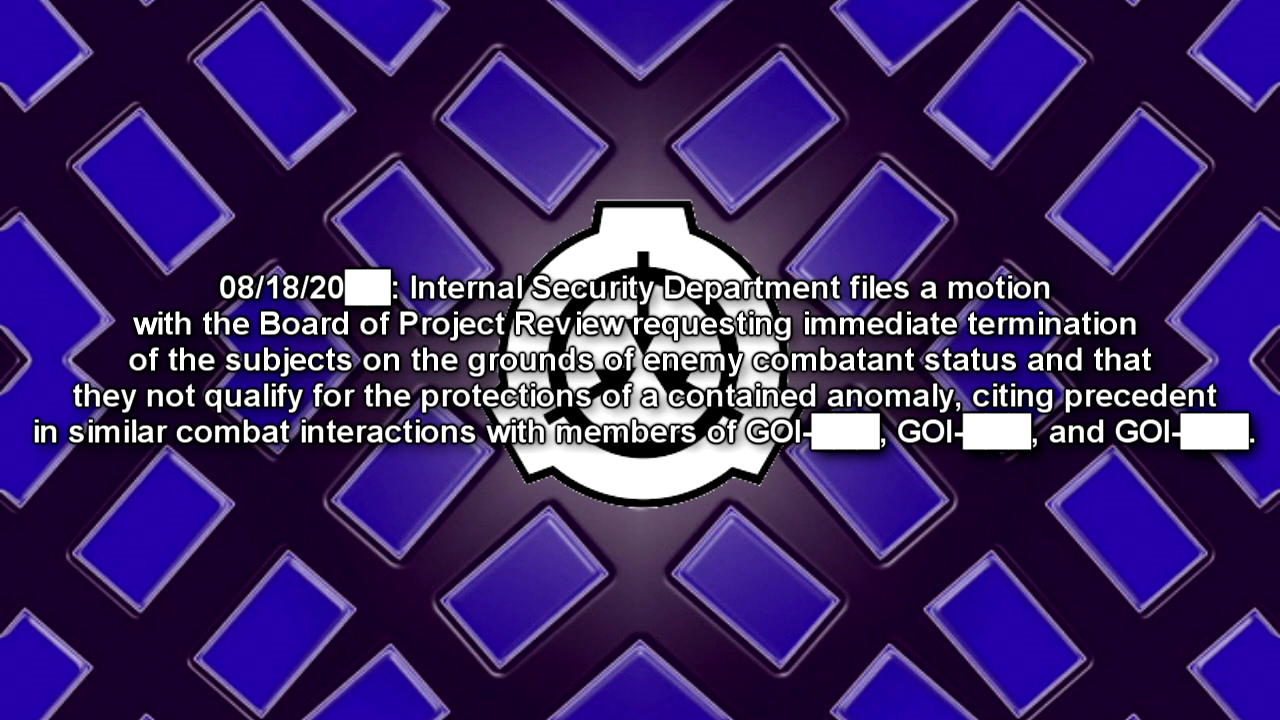 08/18/20██: Internal Security Department files a motion
with the Board of Project Review requesting immediate termination
of the subjects on the grounds of enemy combatant status and that
they not qualify for the protections of a contained anomaly, citing precedent
in similar combat interactions with members of GOI-███, GOI-███, and GOI-███.